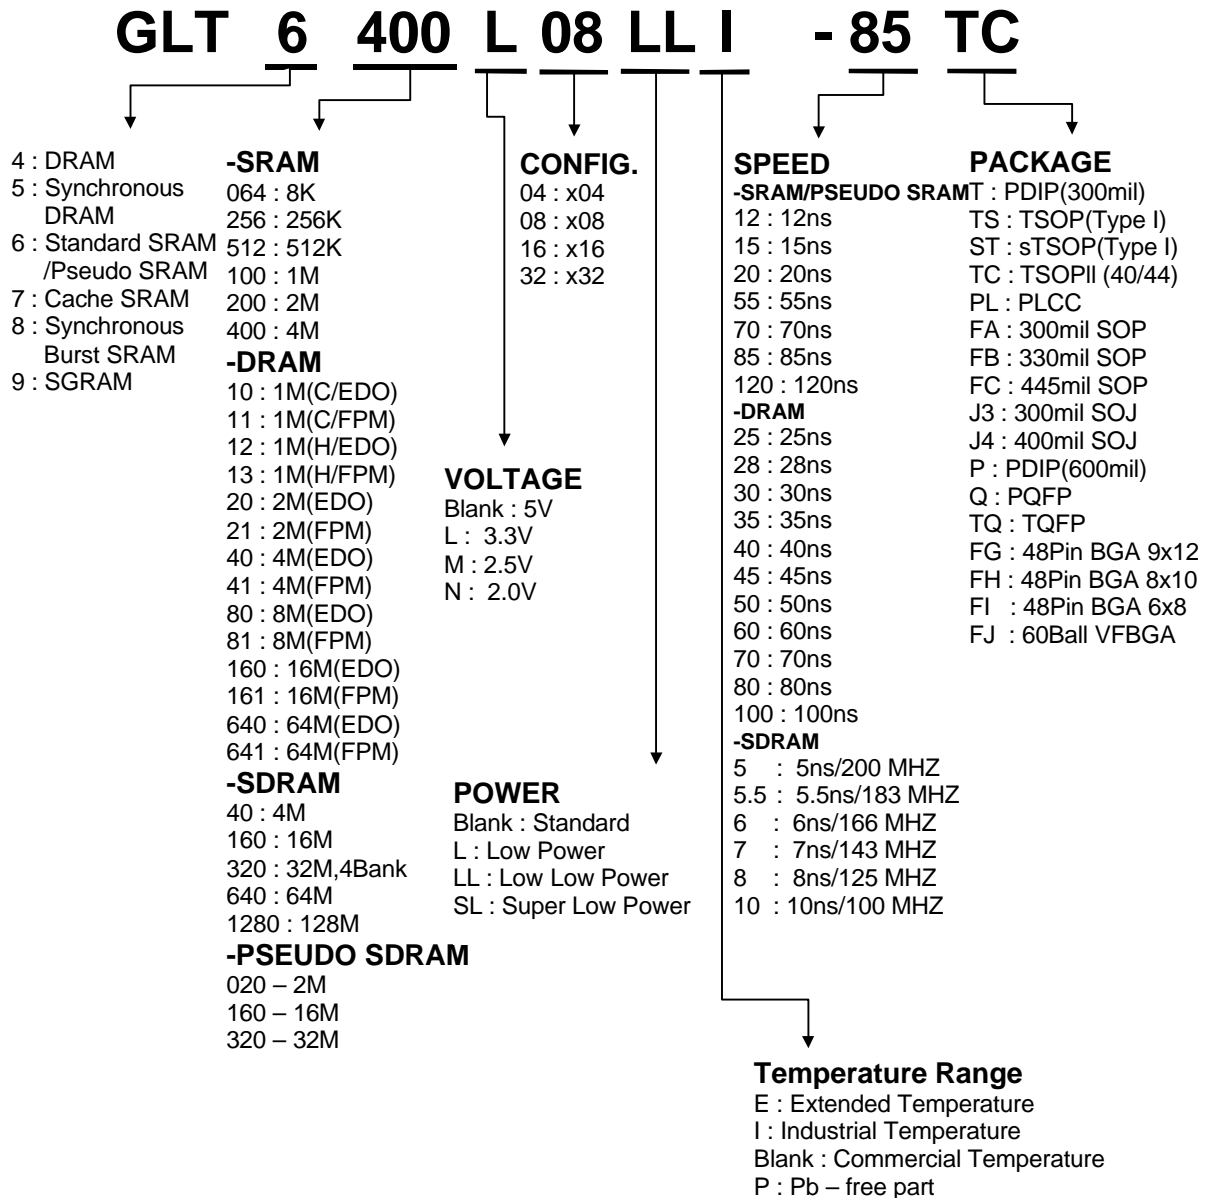 GLT 6 400 L 08 LL I - 85 TC
4 : DRAM
5 : Synchronous
DRAM
6 : Standard SRAM
/Pseudo SRAM
7 : Cache SRAM
8 : Synchronous
Burst SRAM
9 : SGRAM
-SRAM
064 : 8K
256 : 256K
512 : 512K
100 : 1M
200 : 2M
400 : 4M
-DRAM
10 : 1M(C/EDO)
11 : 1M(C/FPM)
12 : 1M(H/EDO)
13 : 1M(H/FPM)
20 : 2M(EDO)
21 : 2M(FPM)
40 : 4M(EDO)
41 : 4M(FPM)
80 : 8M(EDO)
81 : 8M(FPM)
160 : 16M(EDO)
161 : 16M(FPM)
640 : 64M(EDO)
641 : 64M(FPM)
-SDRAM
40 : 4M
160 : 16M
320 : 32M,4Bank
640 : 64M
1280 : 128M
-PSEUDO SDRAM
020 – 2M
160 – 16M
320 – 32M
VOLTAGE
Blank : 5V
L : 3.3V
M : 2.5V
N : 2.0V
CONFIG.
04 : x04
08 : x08
16 : x16
32 : x32
POWER
Blank : Standard
L : Low Power
LL : Low Low Power
SL : Super Low Power
SPEED
-SRAM/PSEUDO SRAM
12 : 12ns
15 : 15ns
20 : 20ns
55 : 55ns
70 : 70ns
85 : 85ns
120 : 120ns
-DRAM
25 : 25ns
28 : 28ns
30 : 30ns
35 : 35ns
40 : 40ns
45 : 45ns
50 : 50ns
60 : 60ns
70 : 70ns
80 : 80ns
100 : 100ns
-SDRAM
5 : 5ns/200 MHZ
5.5 : 5.5ns/183 MHZ
6 : 6ns/166 MHZ
7 : 7ns/143 MHZ
8 : 8ns/125 MHZ
10 : 10ns/100 MHZ
PACKAGE
T : PDIP(300mil)
TS : TSOP(Type I)
ST : sTSOP(Type I)
TC : TSOPll (40/44)
PL : PLCC
FA : 300mil SOP
FB : 330mil SOP
FC : 445mil SOP
J3 : 300mil SOJ
J4 : 400mil SOJ
P : PDIP(600mil)
Q : PQFP
TQ : TQFP
FG : 48Pin BGA 9x12
FH : 48Pin BGA 8x10
FI : 48Pin BGA 6x8
FJ : 60Ball VFBGA
Temperature Range
E : Extended Temperature
I : Industrial Temperature
Blank : Commercial Temperature
P : Pb – free part